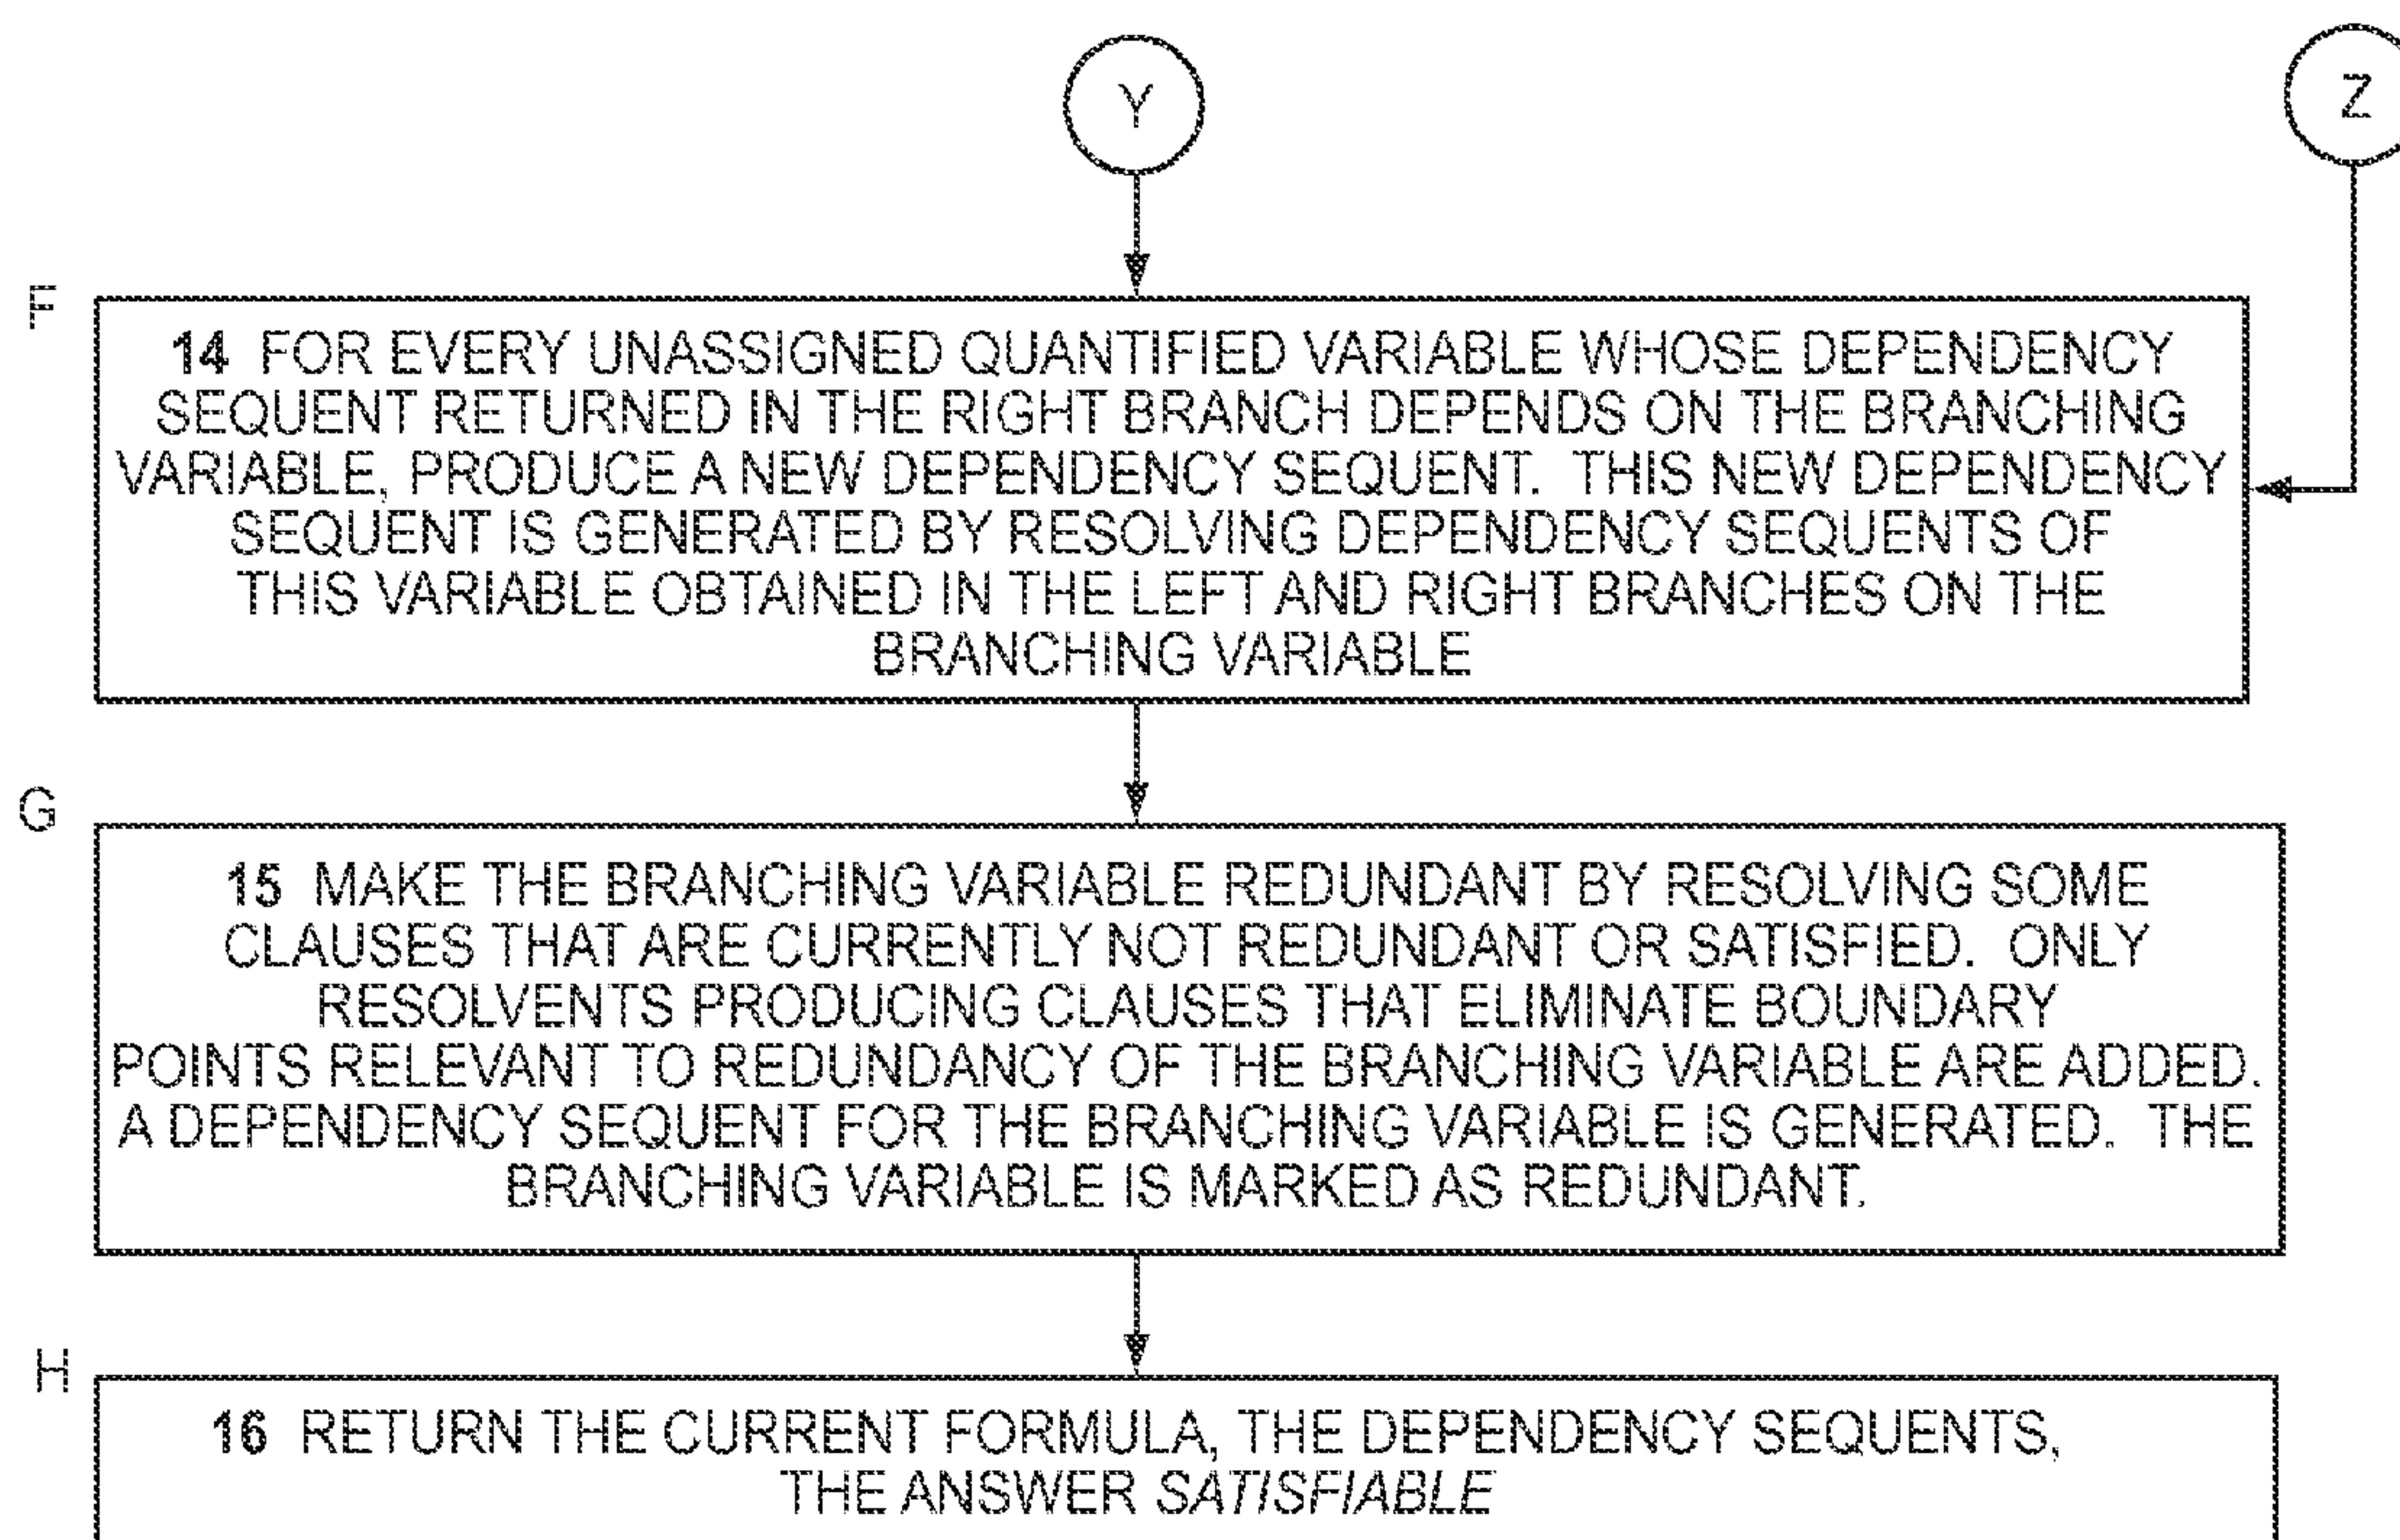 Y
Z
F
14 FOR EVERY UNASSIGNED QUANTIFIED VARIABLE WHOSE DEPENDENCY
SEQUENT RETURNED IN THE RIGHT BRANCH DEPENDS ON THE BRANCHING
VARIABLE, PRODUCE A NEW DEPENDENCY SEQUENT. THIS NEW DEPENDENCY
SEQUENT IS GENERATED BY RESOLVING DEPENDENCY SEQUENTS OF
THIS VARIABLE OBTAINED IN THE LEFT AND RIGHT BRANCHES ON THE
BRANCHING VARIABLE
G
15 MAKE THE BRANCHING VARIABLE REDUNDANT BY RESOLVING SOME
CLAUSES THAT ARE CURRENTLY NOT REDUNDANT OR SATISFIED. ONLY
RESOLVENTS PRODUCING CLAUSES THAT ELIMINATE BOUNDARY
POINTS RELEVANT TO REDUNDANCY OF THE BRANCHING VARIABLE ARE ADDED.
A DEPENDENCY SEQUENT FOR THE BRANCHING VARIABLE IS GENERATED. THE
BRANCHING VARIABLE IS MARKED AS REDUNDANT.
H
16 RETURN THE CURRENT FORMULA, THE DEPENDENCY SEQUENTS,
THE ANSWER SATISFIABLE